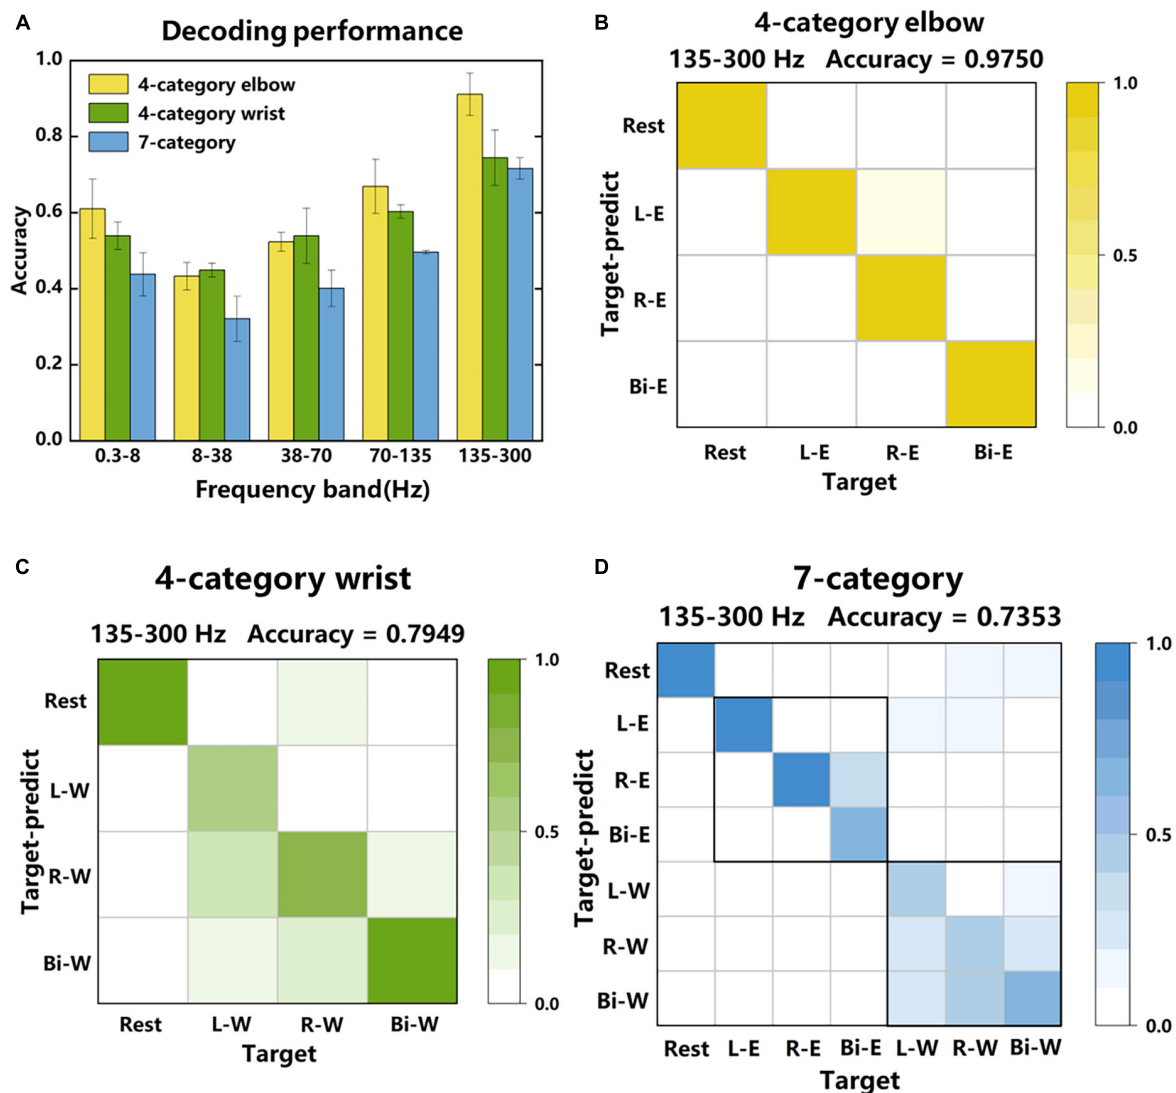 A
Decoding performance
1.0
0.8
0.6
0.4
0.2
0.0
Accuracy
4-category elbow
4-category wrist
7-category
0.3-8 8-38 38-70 70-135 135-300
Frequency band(Hz)
B
4-category elbow
135-300 Hz Accuracy = 0.9750
Target-predict
Rest
L-E
R-E
Bi-E
Rest L-E R-E Bi-E
Target
1.0
0.5
0.0
C
4-category wrist
135-300 Hz Accuracy = 0.7949
Target-predict
Rest
L-W
R-W
Bi-W
Rest L-W R-W Bi-W
Target
1.0
0.5
0.0
D
7-category
135-300 Hz Accuracy = 0.7353
Target-predict
Rest
L-E
R-E
Bi-E
L-W
R-W
Bi-W
Rest L-E R-E Bi-E L-W R-W Bi-W
Target
1.0
0.5
0.0